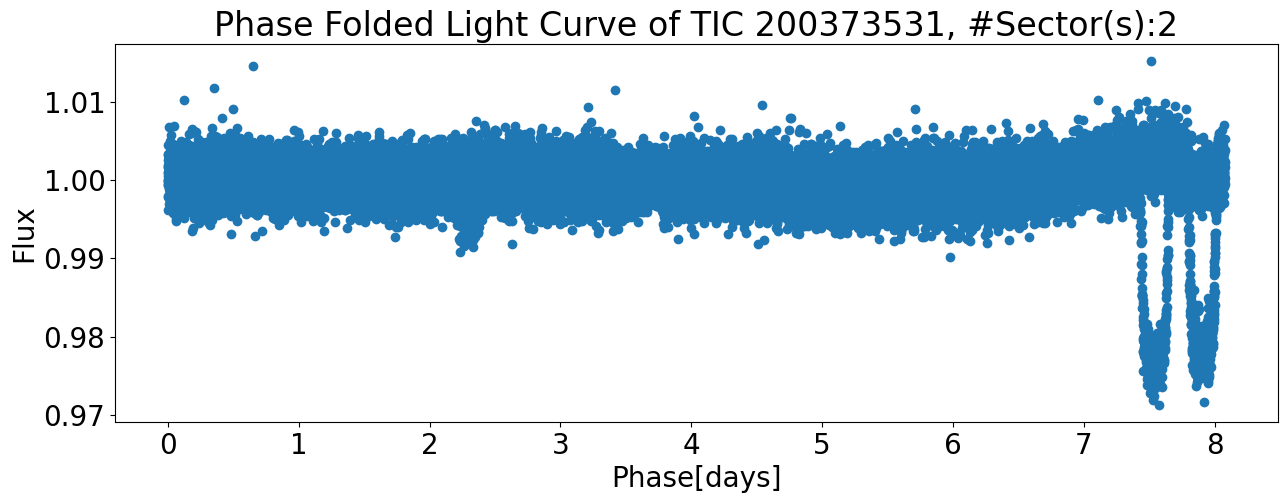 Phase Folded Light Curve of TIC 200373531, #Sector(s):2
Flux
1.01
1.00
0.99
0.98
0.97
0 1 2 3 4 5 6 7 8
Phase[days]